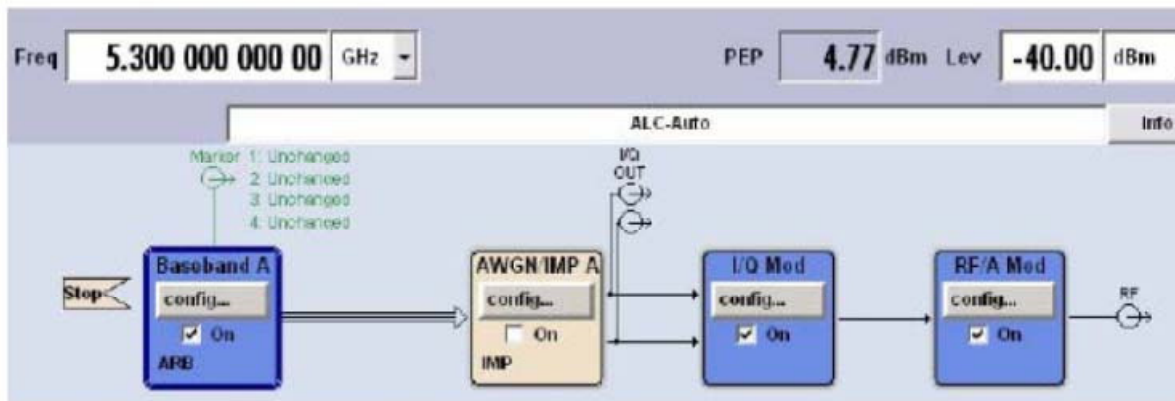 Freq 5.300 000 000 00 GHz PEP 4.77 dBm Lev -40.00 dBm
ALC-Auto Info
Marker 1: Unchanged
2: Unchanged
3: Unchanged
4: Unchanged
I/Q
OUT
Stop
Baseband A
config...
On
ARB
AWGN/IMP A
config...
On
IMP
I/Q Mod
config...
On
RF/A Mod
config...
On
RF